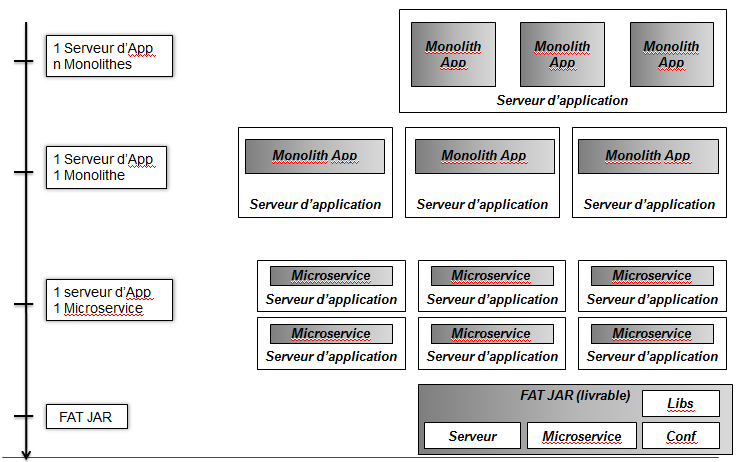 1 Serveur d'App
n Monolithes
Monolith
App
Monolith
App
Monolith
App
Serveur d'application
1 Serveur d'App
1 Monolithe
Monolith App
Monolith App
Monolith App
Serveur d'application
Serveur d'application
Serveur d'application
1 serveur d'App
1 Microservice
Microservice
Microservice
Microservice
Serveur d'application
Serveur d'application
Serveur d'application
Microservice
Microservice
Microservice
Serveur d'application
Serveur d'application
Serveur d'application
FAT JAR
FAT JAR (livrable)
Libs
Serveur
Microservice
Conf